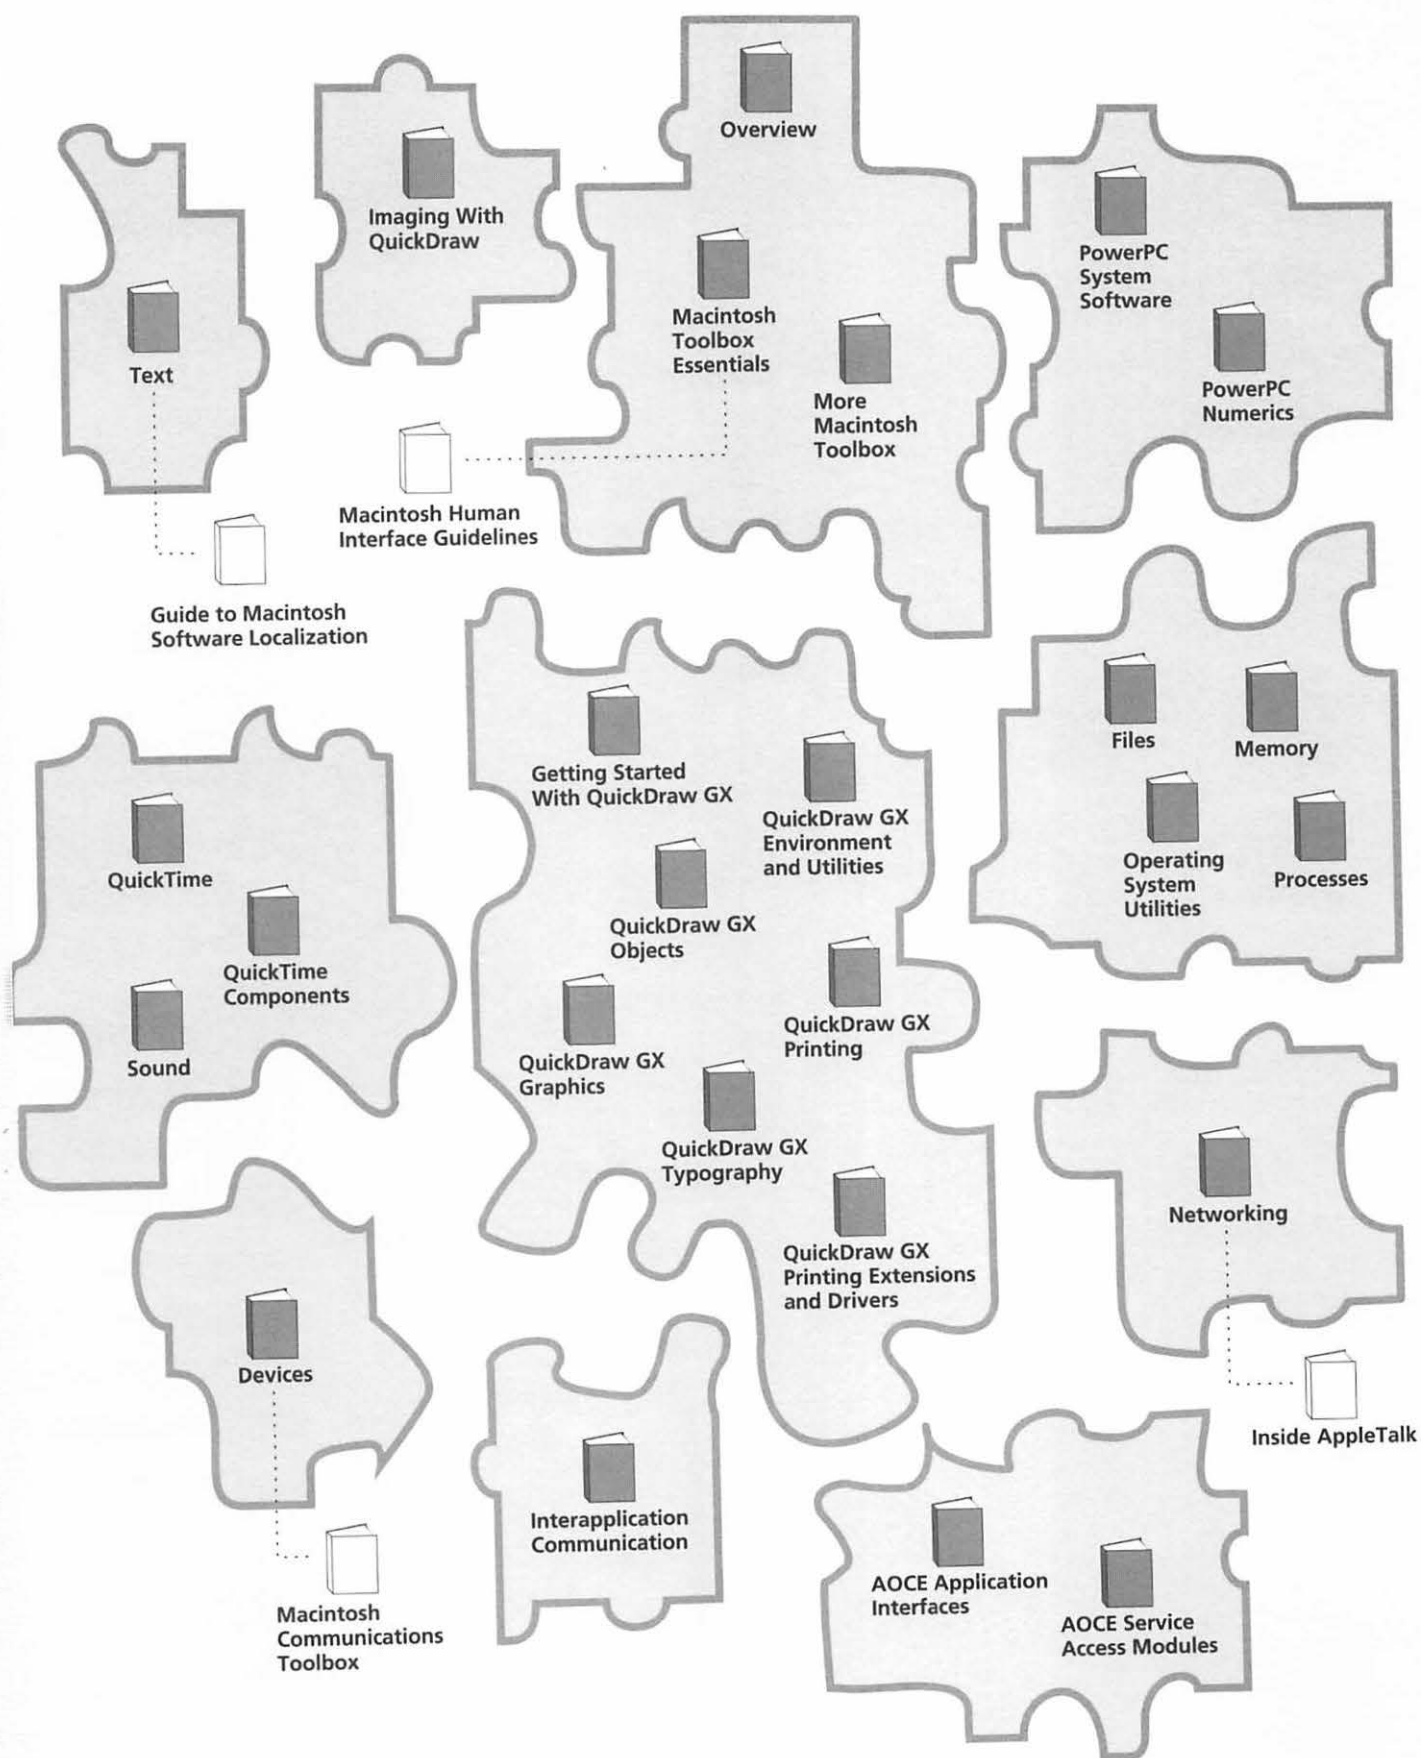 Overview
Imaging With
QuickDraw
Text
Macintosh
Toolbox
Essentials
More
Macintosh
Toolbox
PowerPC
System
Software
PowerPC
Numerics
Macintosh Human
Interface Guidelines
Guide to Macintosh
Software Localization
Getting Started
With QuickDraw GX
QuickDraw GX
Environment
and Utilities
QuickDraw GX
Objects
QuickDraw GX
Printing
QuickDraw GX
Graphics
QuickDraw GX
Typography
QuickDraw GX
Printing Extensions
and Drivers
Files
Memory
Operating
System
Utilities
Processes
QuickTime
QuickTime
Components
Sound
Networking
Inside AppleTalk
Devices
Macintosh
Communications
Toolbox
Interapplication
Communication
AOCE Application
Interfaces
AOCE Service
Access Modules